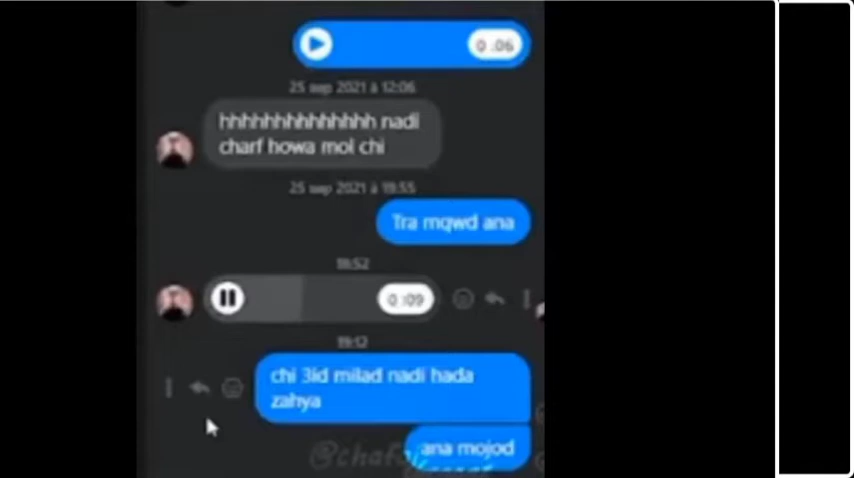 0:06
25 sep 2021 à 12:06
hhhhhhhhhhhhhh nadi
charf howa mol chi
25 sep 2021 à 19:55
Tra mqwd ana
19:52
0:09
19:12
chi 3id milad nadi hada
zahya
ana mojod